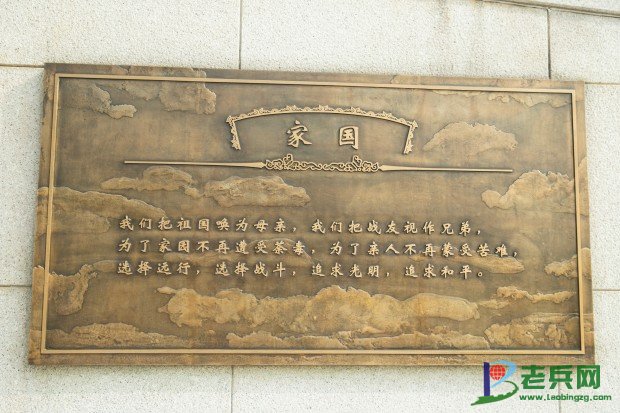 家国
我们把祖国唤为母亲，我们把战友视作兄弟，
为了家园不再遭受荼毒，为了亲人不再蒙受苦难，
选择远行，选择战斗，追求光明，追求和平。
老兵网
www.Laobingzg.com